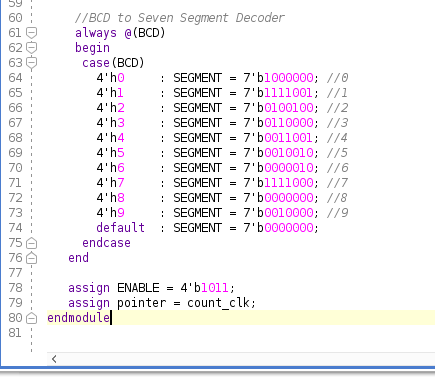 59
60 //BCD to Seven Segment Decoder
61 always @(BCD)
62 begin
63 case(BCD)
64 4'h0 : SEGMENT = 7'b1000000; //0
65 4'h1 : SEGMENT = 7'b1111001; //1
66 4'h2 : SEGMENT = 7'b0100100; //2
67 4'h3 : SEGMENT = 7'b0110000; //3
68 4'h4 : SEGMENT = 7'b0011001; //4
69 4'h5 : SEGMENT = 7'b0010010; //5
70 4'h6 : SEGMENT = 7'b0000010; //6
71 4'h7 : SEGMENT = 7'b1111000; //7
72 4'h8 : SEGMENT = 7'b0000000; //8
73 4'h9 : SEGMENT = 7'b0010000; //9
74 default : SEGMENT = 7'b0000000;
75 endcase
76 end
77
78 assign ENABLE = 4'b1011;
79 assign pointer = count_clk;
80 endmodule
81